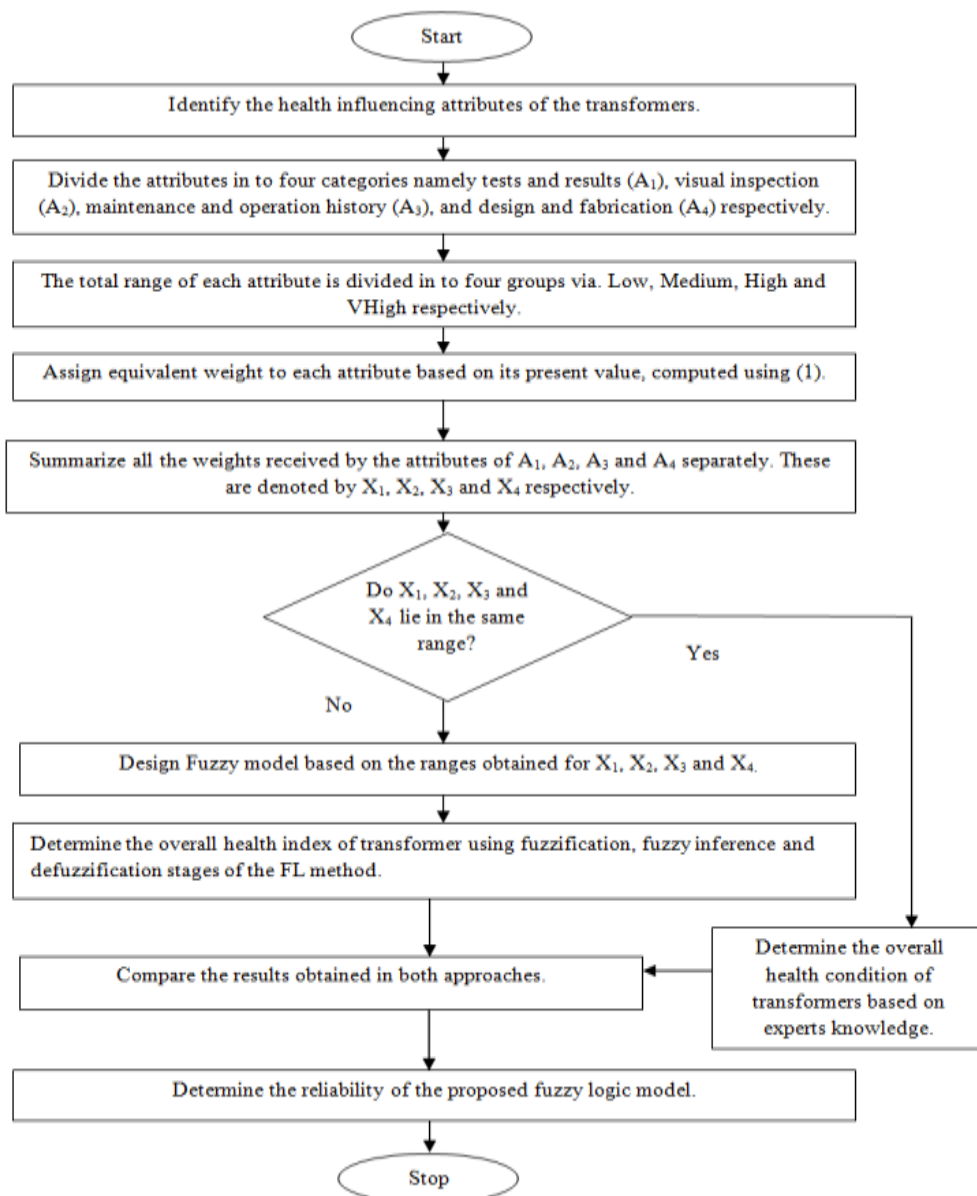 Start
Identify the health influencing attributes of the transformers.
Divide the attributes in to four categories namely tests and results (A₁), visual inspection
(A₂), maintenance and operation history (A₃), and design and fabrication (A₄) respectively.
The total range of each attribute is divided in to four groups via. Low, Medium, High and
VHigh respectively.
Assign equivalent weight to each attribute based on its present value, computed using (1).
Summarize all the weights received by the attributes of A₁, A₂, A₃ and A₄ separately. These
are denoted by X₁, X₂, X₃ and X₄ respectively.
Do X₁, X₂, X₃ and
X₄ lie in the same
range?
Yes
No
Design Fuzzy model based on the ranges obtained for X₁, X₂, X₃ and X₄.
Determine the overall health index of transformer using fuzzification, fuzzy inference and
defuzzification stages of the FL method.
Determine the overall
health condition of
transformers based on
experts knowledge.
Compare the results obtained in both approaches.
Determine the reliability of the proposed fuzzy logic model.
Stop